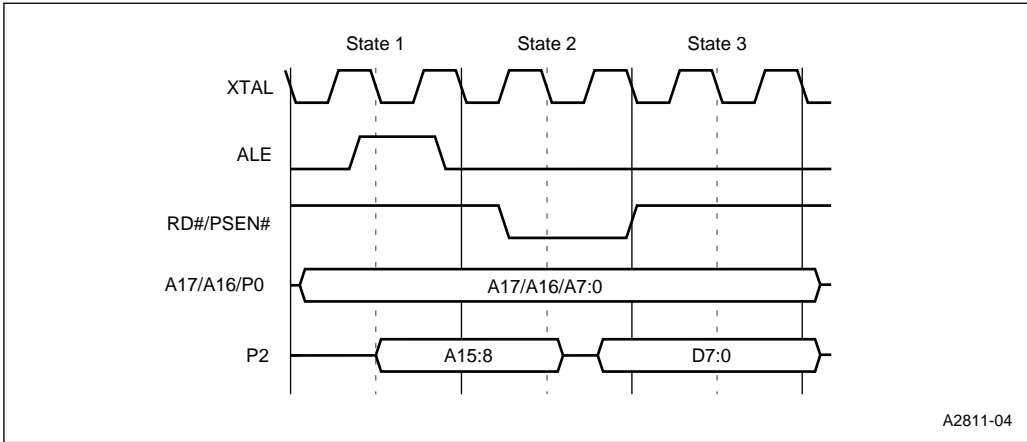 State 1 State 2 State 3
XTAL
ALE
RD#/PSEN#
A17/A16/P0 A17/A16/A7:0
P2 A15:8 D7:0
A2811-04